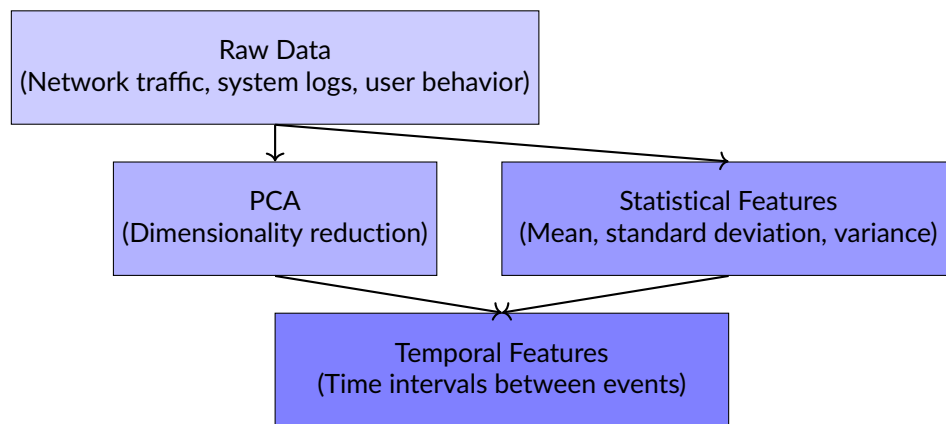 Raw Data
(Network traffic, system logs, user behavior)
PCA
(Dimensionality reduction)
Statistical Features
(Mean, standard deviation, variance)
Temporal Features
(Time intervals between events)